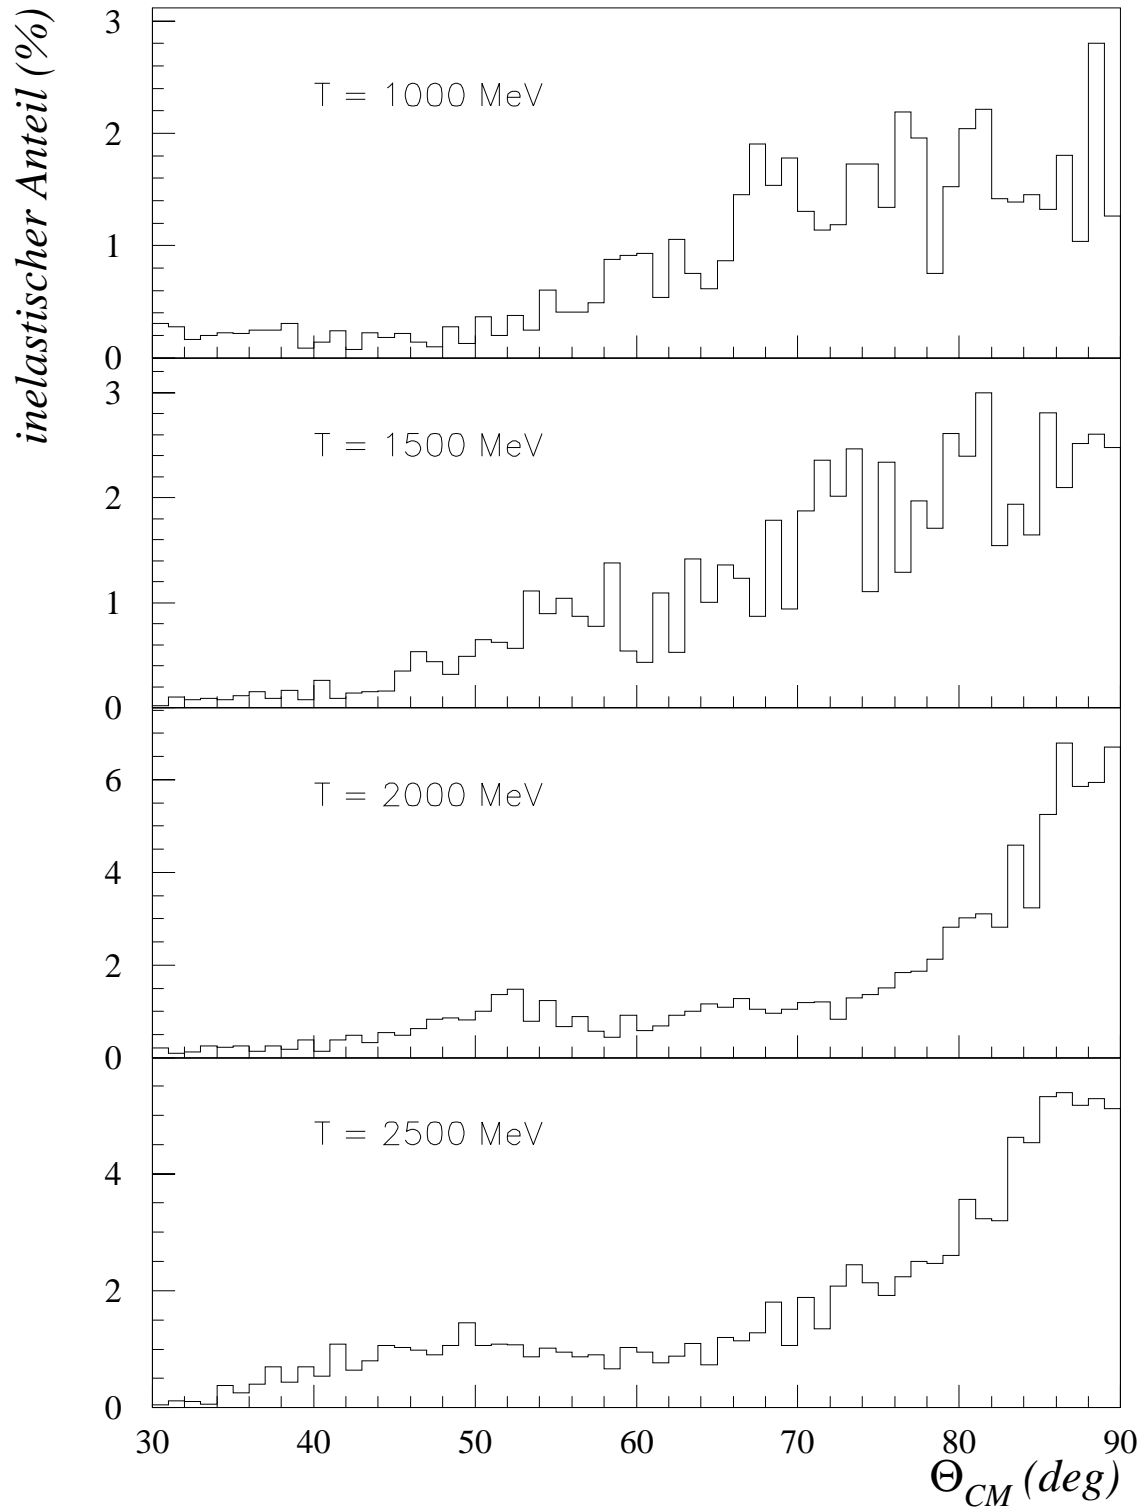 inelastischer Anteil (%)
3
T = 1000 MeV
2
1
0
3
T = 1500 MeV
2
1
0
6
T = 2000 MeV
4
2
0
T = 2500 MeV
4
2
0
30 40 50 60 70 80 90
ΘCM (deg)